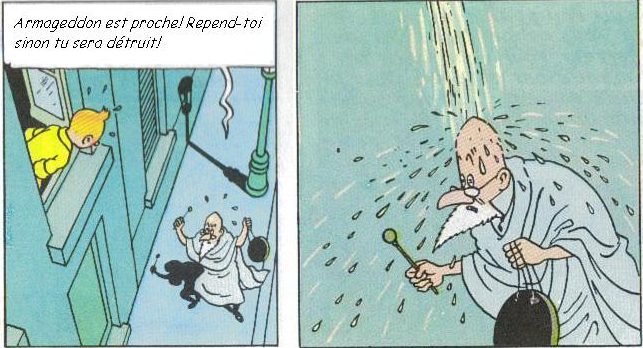 Armageddon est proche! Repend-toi
sinon tu sera détruit!